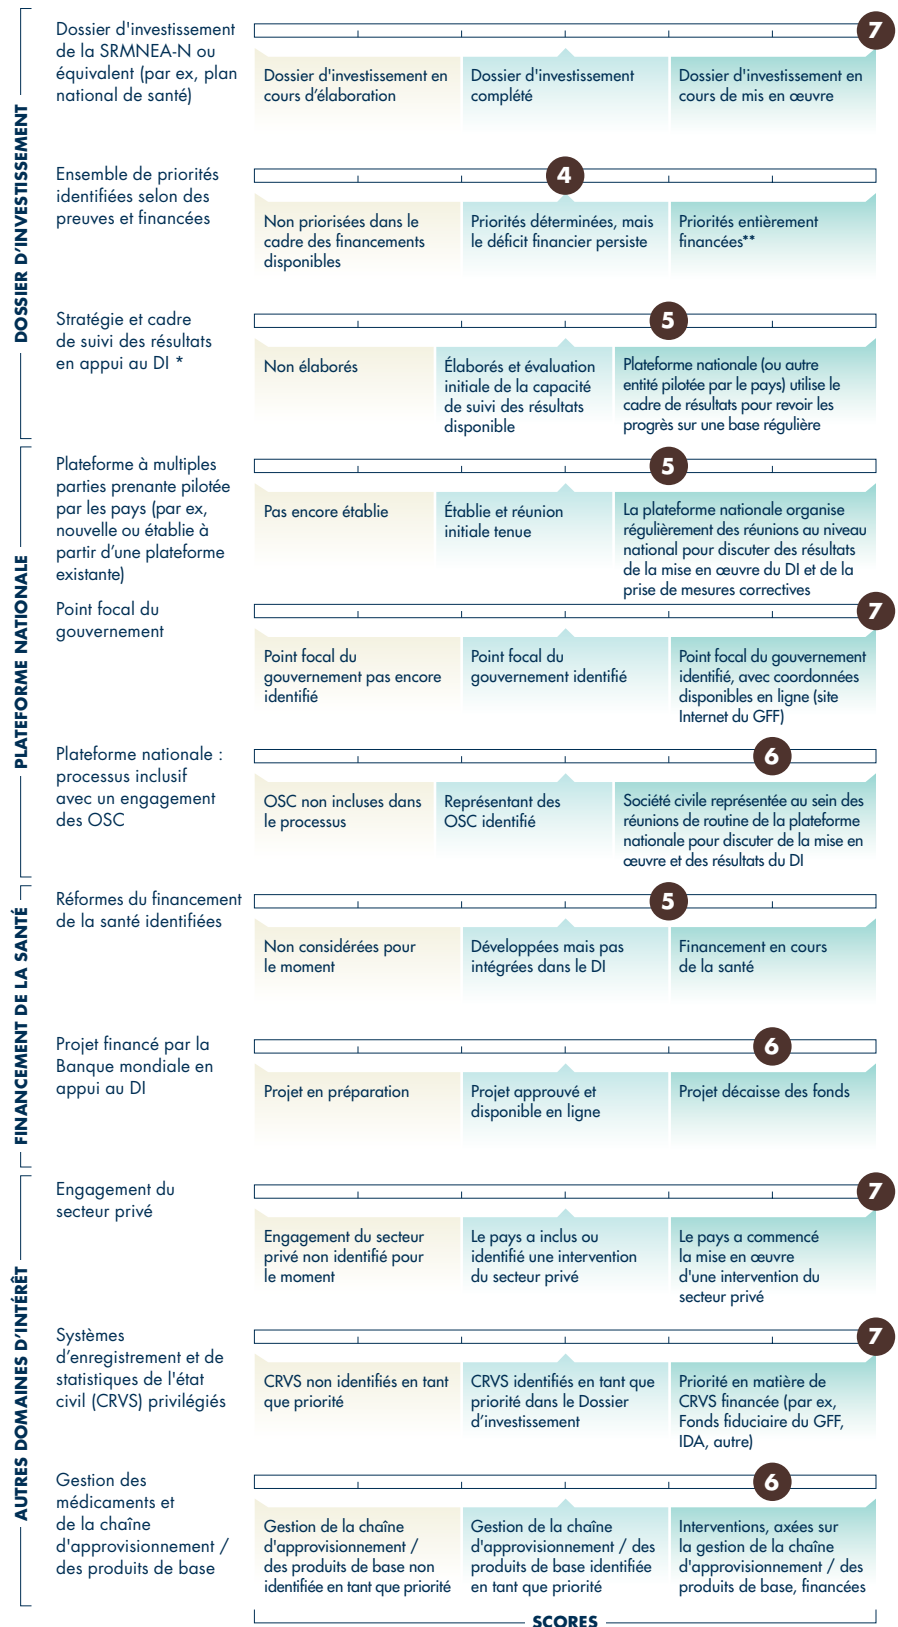 DOSSIER D'INVESTISSEMENT
Dossier d'investissement
de la SRMNEA-N ou
équivalent (par ex, plan
national de santé)
7
Dossier d'investissement en
cours d’élaboration
Dossier d'investissement
complété
Dossier d'investissement en
cours de mis en œuvre
Ensemble de priorités
identifiées selon des
preuves et financées
4
Non priorisées dans le
cadre des financements
disponibles
Priorités déterminées, mais
le déficit financier persiste
Priorités entièrement
financées**
Stratégie et cadre
de suivi des résultats
en appui au DI *
5
Non élaborés
Élaborés et évaluation
initiale de la capacité
de suivi des résultats
disponible
Plateforme nationale (ou autre
entité pilotée par le pays) utilise le
cadre de résultats pour revoir les
progrès sur une base régulière
PLATEFORME NATIONALE
Plateforme à multiples
parties prenante pilotée
par les pays (par ex,
nouvelle ou établie à
partir d’une plateforme
existante)
5
Pas encore établie
Établie et réunion
initiale tenue
La plateforme nationale organise
régulièrement des réunions au niveau
national pour discuter des résultats
de la mise en œuvre du DI et de la
prise de mesures correctives
Point focal du
gouvernement
7
Point focal du
gouvernement pas encore
identifié
Point focal du
gouvernement identifié
Point focal du gouvernement
identifié, avec coordonnées
disponibles en ligne (site
Internet du GFF)
Plateforme nationale :
processus inclusif
avec un engagement
des OSC
6
OSC non incluses dans
le processus
Représentant des
OSC identifié
Société civile représentée au sein des
réunions de routine de la plateforme
nationale pour discuter de la mise en
œuvre et des résultats du DI
FINANCEMENT DE LA SANTÉ
Réformes du financement
de la santé identifiées
5
Non considérées pour
le moment
Développées mais pas
intégrées dans le DI
Financement en cours
de la santé
Projet financé par la
Banque mondiale en
appui au DI
6
Projet en préparation
Projet approuvé et
disponible en ligne
Projet décaisse des fonds
AUTRES DOMAINES D’INTÉRÊT
Engagement du
secteur privé
7
Engagement du secteur
privé non identifié pour
le moment
Le pays a inclus ou
identifié une intervention
du secteur privé
Le pays a commencé
la mise en œuvre
d'une intervention du
secteur privé
Systèmes
d’enregistrement et de
statistiques de l'état
civil (CRVS) privilégiés
7
CRVS non identifiés en tant
que priorité
CRVS identifiés en tant que
priorité dans le Dossier
d’investissement
Priorité en matière de
CRVS financée (par ex,
Fonds fiduciaire du GFF,
IDA, autre)
Gestion des
médicaments et
de la chaîne
d'approvisionnement /
des produits de base
6
Gestion de la chaîne
d'approvisionnement /
des produits de base non
identifiée en tant que priorité
Gestion de la chaîne
d'approvisionnement / des
produits de base identifiée
en tant que priorité
Interventions, axées sur
la gestion de la chaîne
d'approvisionnement / des
produits de base, financées
SCORES